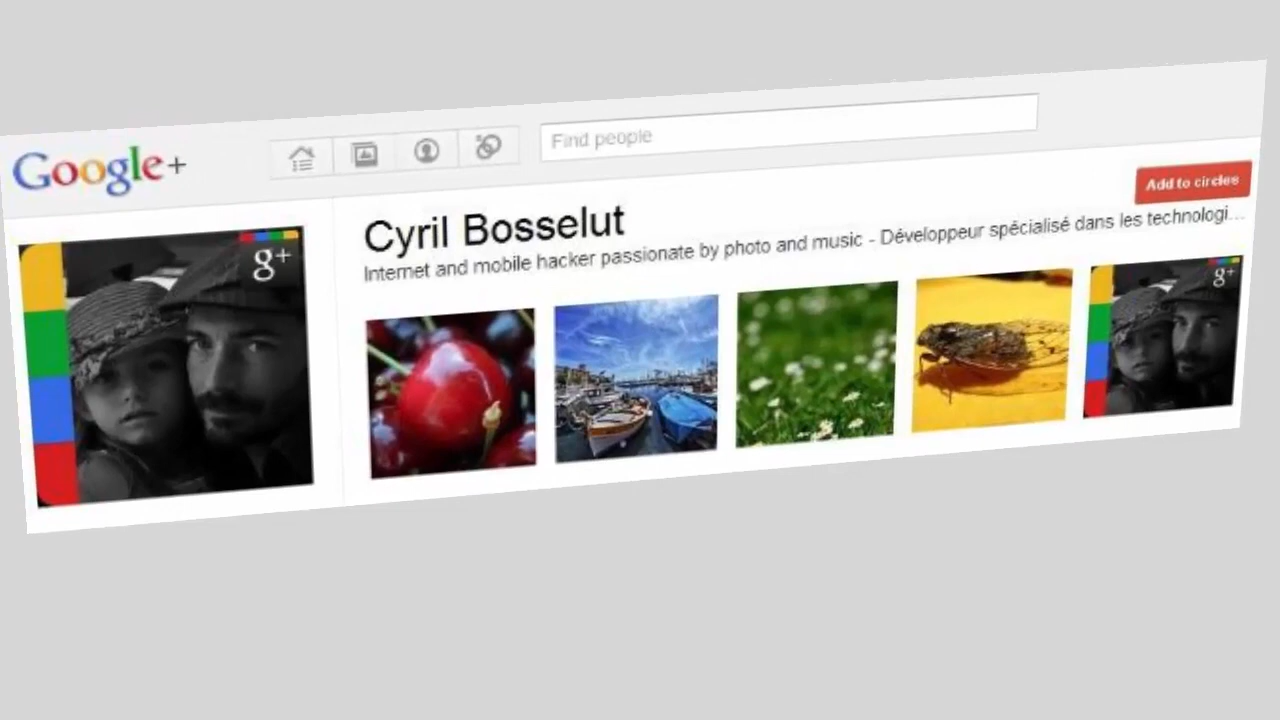 Google+
Find people
Add to circles
Cyril Bosselut
Internet and mobile hacker passionate by photo and music - Développeur spécialisé dans les technologi...
g+
g+